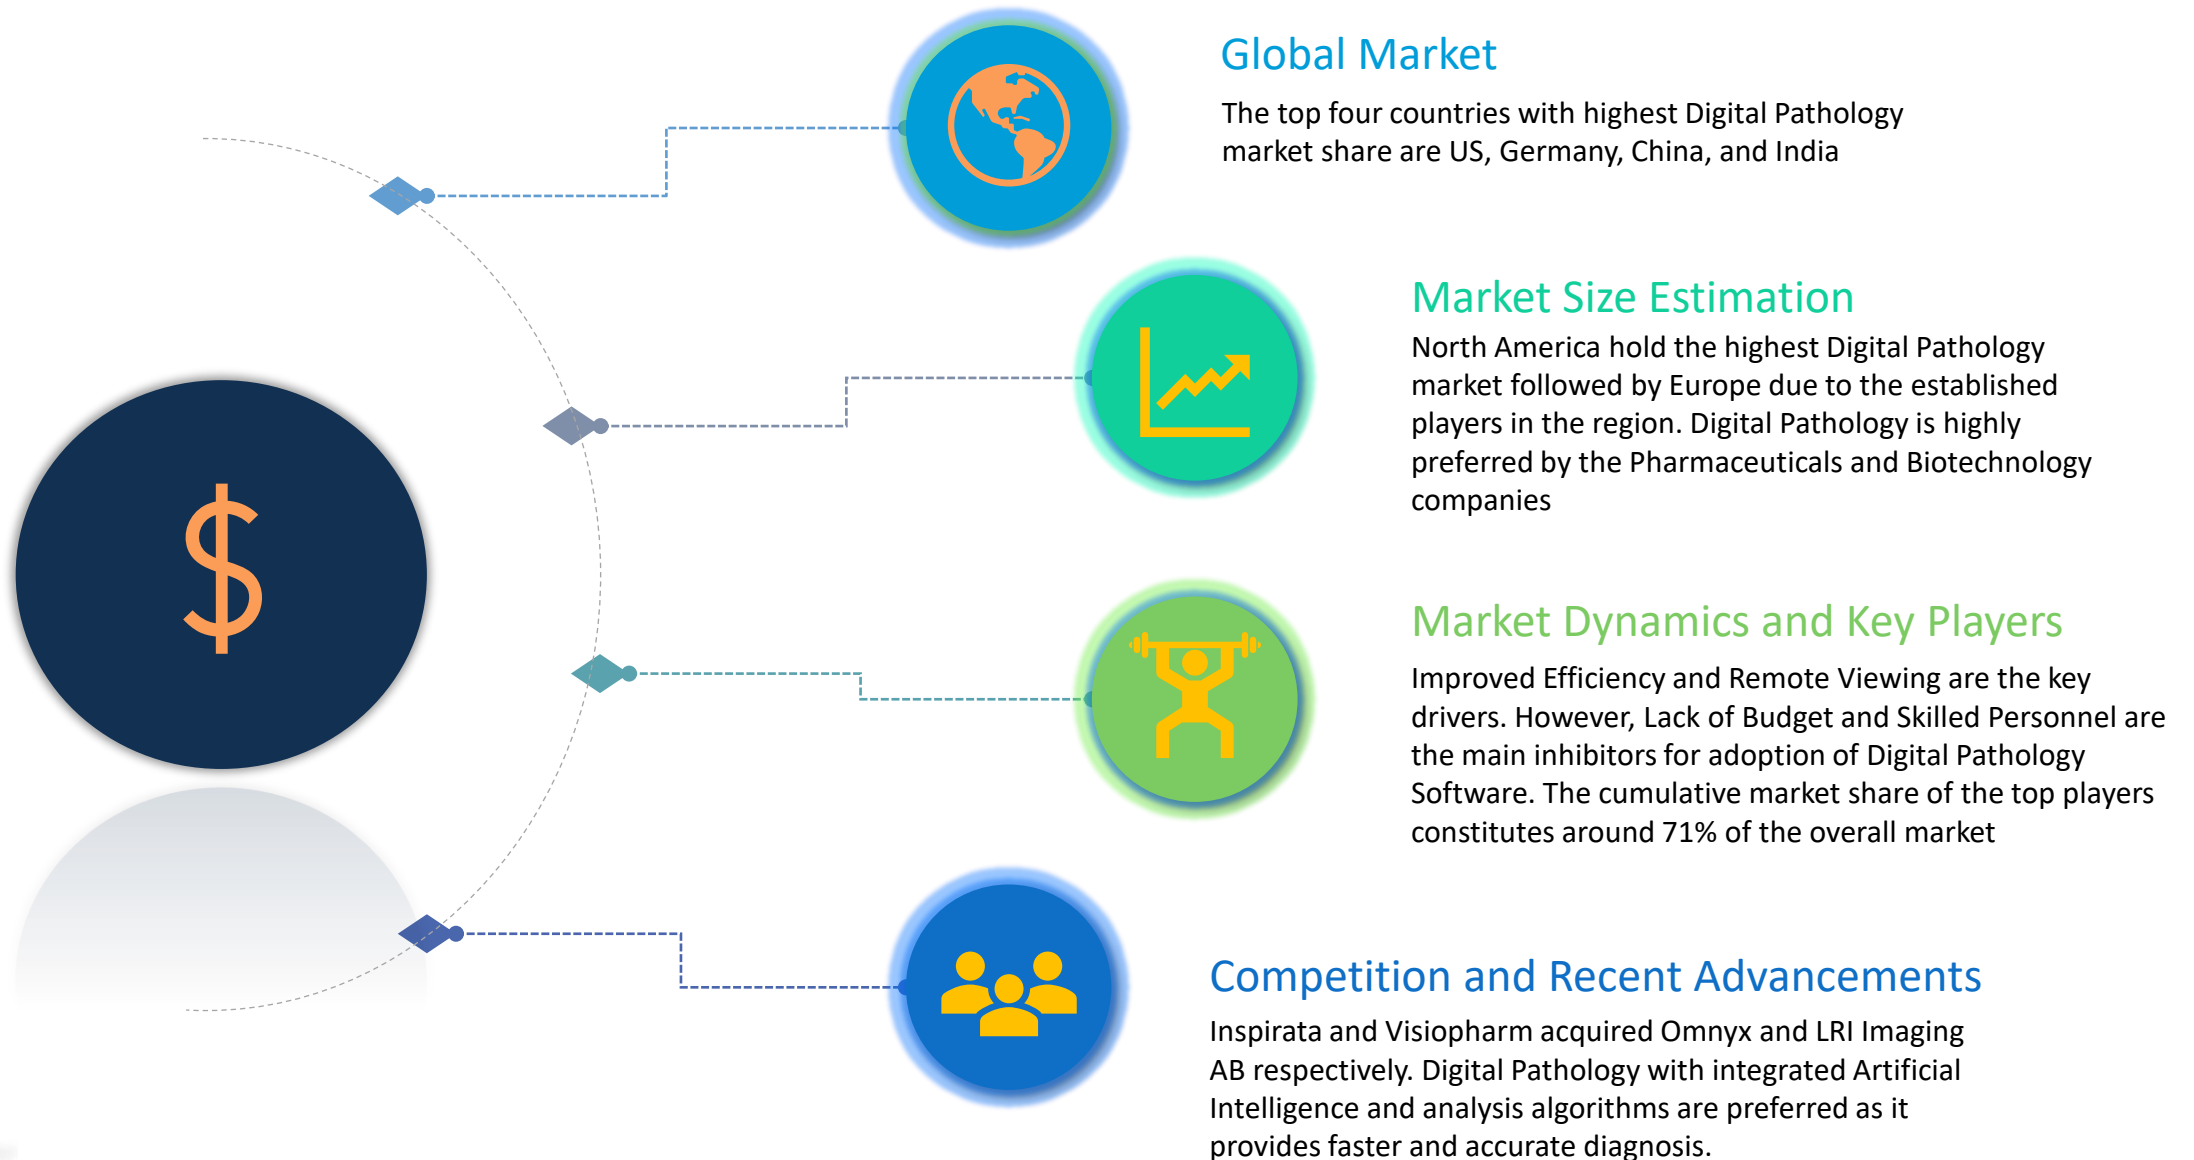 Global Market
The top four countries with highest Digital Pathology
market share are US, Germany, China, and India
Market Size Estimation
North America hold the highest Digital Pathology
market followed by Europe due to the established
players in the region. Digital Pathology is highly
preferred by the Pharmaceuticals and Biotechnology
companies
Market Dynamics and Key Players
Improved Efficiency and Remote Viewing are the key
drivers. However, Lack of Budget and Skilled Personnel are
the main inhibitors for adoption of Digital Pathology
Software. The cumulative market share of the top players
constitutes around 71% of the overall market
Competition and Recent Advancements
Inspirata and Visiopharm acquired Omnyx and LRI Imaging
AB respectively. Digital Pathology with integrated Artificial
Intelligence and analysis algorithms are preferred as it
provides faster and accurate diagnosis.
$